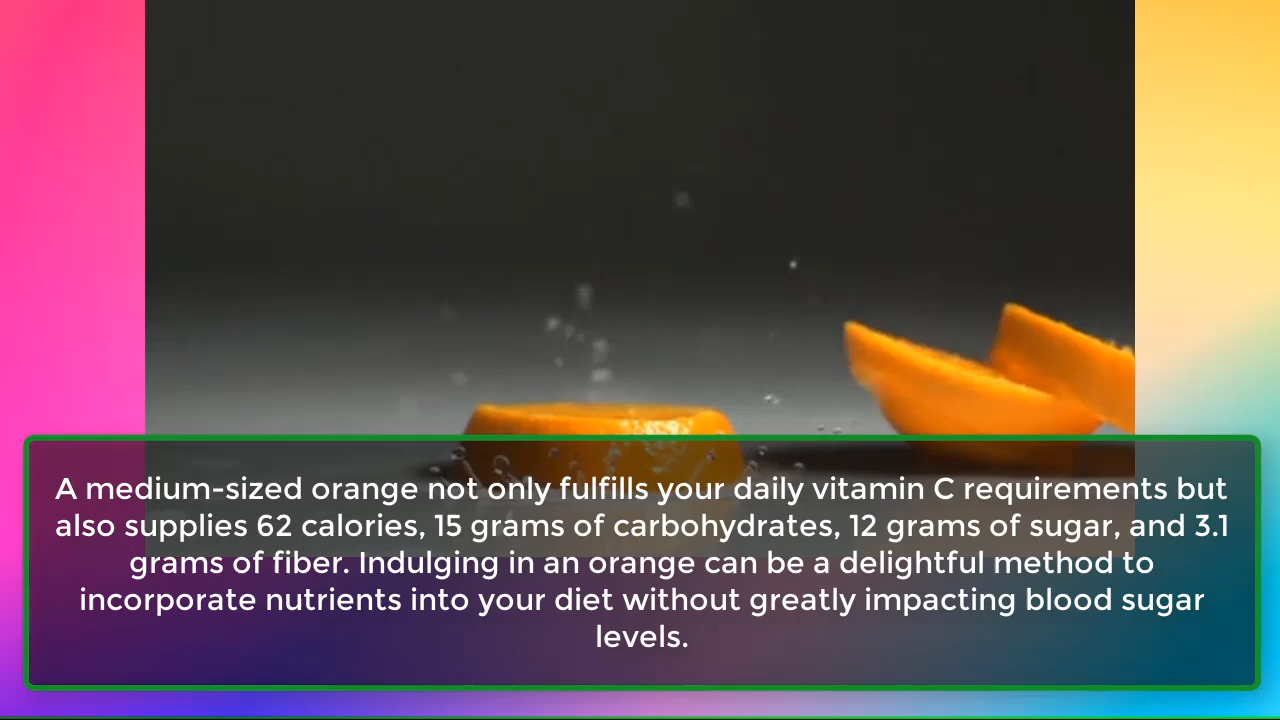 A medium-sized orange not only fulfills your daily vitamin C requirements but
also supplies 62 calories, 15 grams of carbohydrates, 12 grams of sugar, and 3.1
grams of fiber. Indulging in an orange can be a delightful method to
incorporate nutrients into your diet without greatly impacting blood sugar
levels.